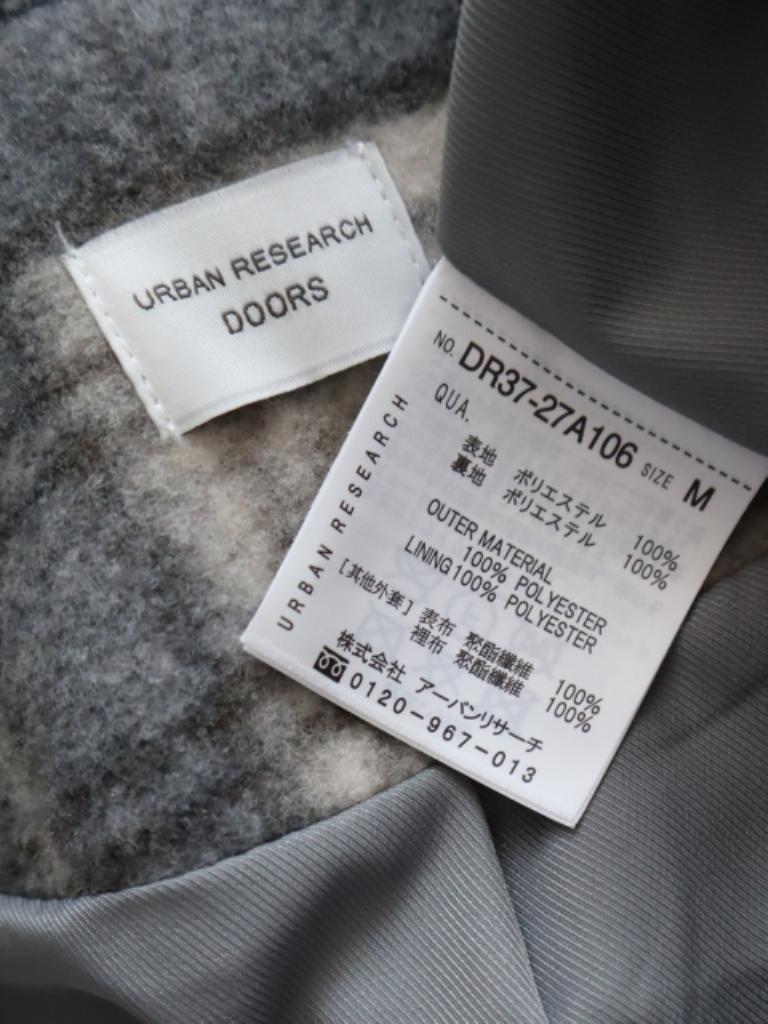 URBAN RESEARCH
DOORS
NO. DR37-27A106 SIZE M
QUA.
表地 ポリエステル 100%
裏地 ポリエステル 100%
OUTER MATERIAL
100% POLYESTER
LINING 100% POLYESTER
[其他外套] 表布 聚酯纖維 100%
裡布 聚酯纖維 100%
株式会社 アーバンリサーチ
0120-967-013
URBAN RESEARCH